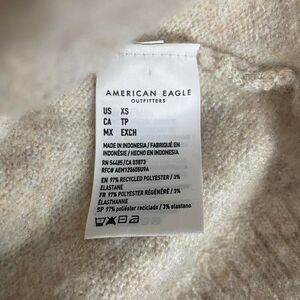 AMERICAN EAGLE
OUTFITTERS
US XS
CA TP
MX EXCH
MADE IN INDONESIA / FABRIQUÉ EN
INDONÉSIE / HECHO EN INDONESIA
RN 54485 / CA 03873
RFC# AEM120605U9A
EN 97% RECYCLED POLYESTER / 3%
ELASTANE
FR 97% POLYESTER RÉGÉNÉRÉ / 3%
ÉLASTHANNE
SP 97% poliéster reciclado / 3% elastano